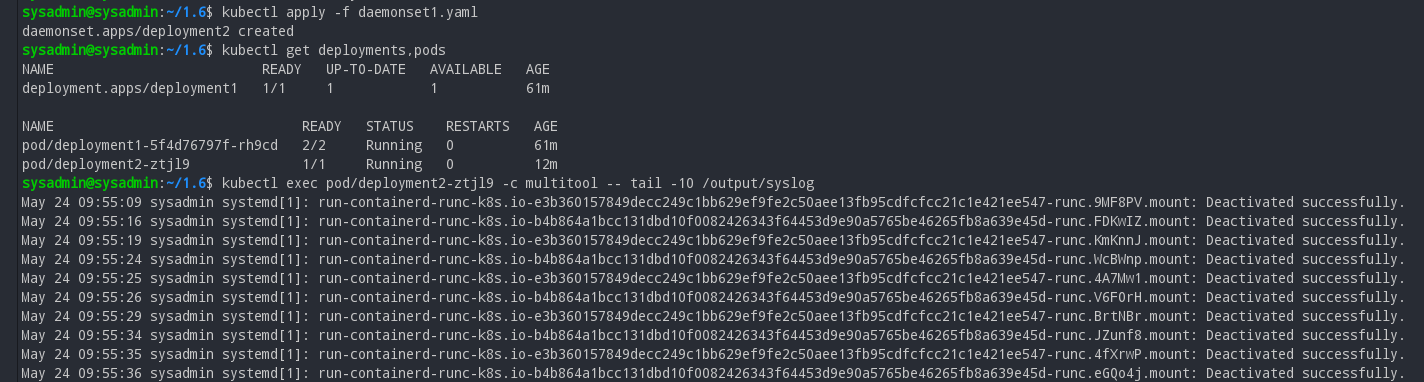 sysadmin@sysadmin:~/1.6$ kubectl apply -f daemonset1.yaml
daemonset.apps/deployment2 created
sysadmin@sysadmin:~/1.6$ kubectl get deployments,pods
NAME                          READY   UP-TO-DATE   AVAILABLE   AGE
deployment.apps/deployment1   1/1     1            1           61m

NAME                               READY   STATUS    RESTARTS   AGE
pod/deployment1-5f4d76797f-rh9cd   2/2     Running   0          61m
pod/deployment2-ztjl9              1/1     Running   0          12m
sysadmin@sysadmin:~/1.6$ kubectl exec pod/deployment2-ztjl9 -c multitool -- tail -10 /output/syslog
May 24 09:55:09 sysadmin systemd[1]: run-containerd-runc-k8s.io-e3b360157849decc249c1bb629ef9fe2c50aee13fb95cdfcfcc21c1e421ee547-runc.9MF8PV.mount: Deactivated successfully.
May 24 09:55:16 sysadmin systemd[1]: run-containerd-runc-k8s.io-b4b864a1bcc131dbd10f0082426343f64453d9e90a5765be46265fb8a639e45d-runc.FDKwIZ.mount: Deactivated successfully.
May 24 09:55:19 sysadmin systemd[1]: run-containerd-runc-k8s.io-e3b360157849decc249c1bb629ef9fe2c50aee13fb95cdfcfcc21c1e421ee547-runc.KmKnnJ.mount: Deactivated successfully.
May 24 09:55:24 sysadmin systemd[1]: run-containerd-runc-k8s.io-b4b864a1bcc131dbd10f0082426343f64453d9e90a5765be46265fb8a639e45d-runc.WcBWnp.mount: Deactivated successfully.
May 24 09:55:25 sysadmin systemd[1]: run-containerd-runc-k8s.io-e3b360157849decc249c1bb629ef9fe2c50aee13fb95cdfcfcc21c1e421ee547-runc.4A7Mw1.mount: Deactivated successfully.
May 24 09:55:26 sysadmin systemd[1]: run-containerd-runc-k8s.io-b4b864a1bcc131dbd10f0082426343f64453d9e90a5765be46265fb8a639e45d-runc.V6FOrH.mount: Deactivated successfully.
May 24 09:55:29 sysadmin systemd[1]: run-containerd-runc-k8s.io-e3b360157849decc249c1bb629ef9fe2c50aee13fb95cdfcfcc21c1e421ee547-runc.BrtNBr.mount: Deactivated successfully.
May 24 09:55:34 sysadmin systemd[1]: run-containerd-runc-k8s.io-b4b864a1bcc131dbd10f0082426343f64453d9e90a5765be46265fb8a639e45d-runc.JZunf8.mount: Deactivated successfully.
May 24 09:55:35 sysadmin systemd[1]: run-containerd-runc-k8s.io-e3b360157849decc249c1bb629ef9fe2c50aee13fb95cdfcfcc21c1e421ee547-runc.4fXrwP.mount: Deactivated successfully.
May 24 09:55:36 sysadmin systemd[1]: run-containerd-runc-k8s.io-b4b864a1bcc131dbd10f0082426343f64453d9e90a5765be46265fb8a639e45d-runc.eGQo4j.mount: Deactivated successfully.